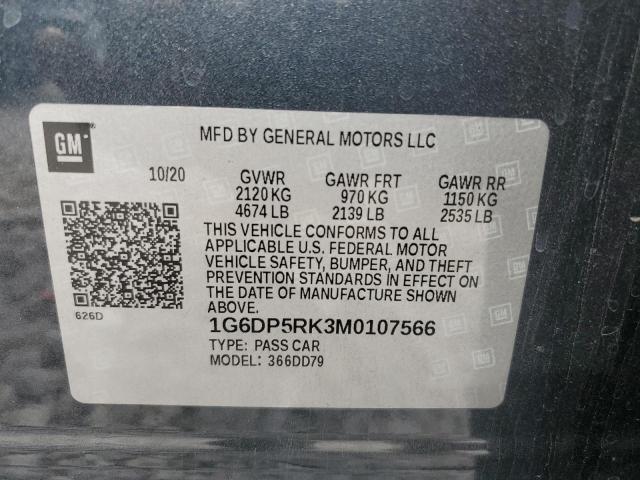 GM
MFD BY GENERAL MOTORS LLC
10/20 GVWR GAWR FRT GAWR RR
2120 KG 970 KG 1150 KG
4674 LB 2139 LB 2535 LB
THIS VEHICLE CONFORMS TO ALL
APPLICABLE U.S. FEDERAL MOTOR
VEHICLE SAFETY, BUMPER, AND THEFT
PREVENTION STANDARDS IN EFFECT ON
THE DATE OF MANUFACTURE SHOWN
ABOVE.
626D
1G6DP5RK3M0107566
TYPE: PASS CAR
MODEL: 366DD79